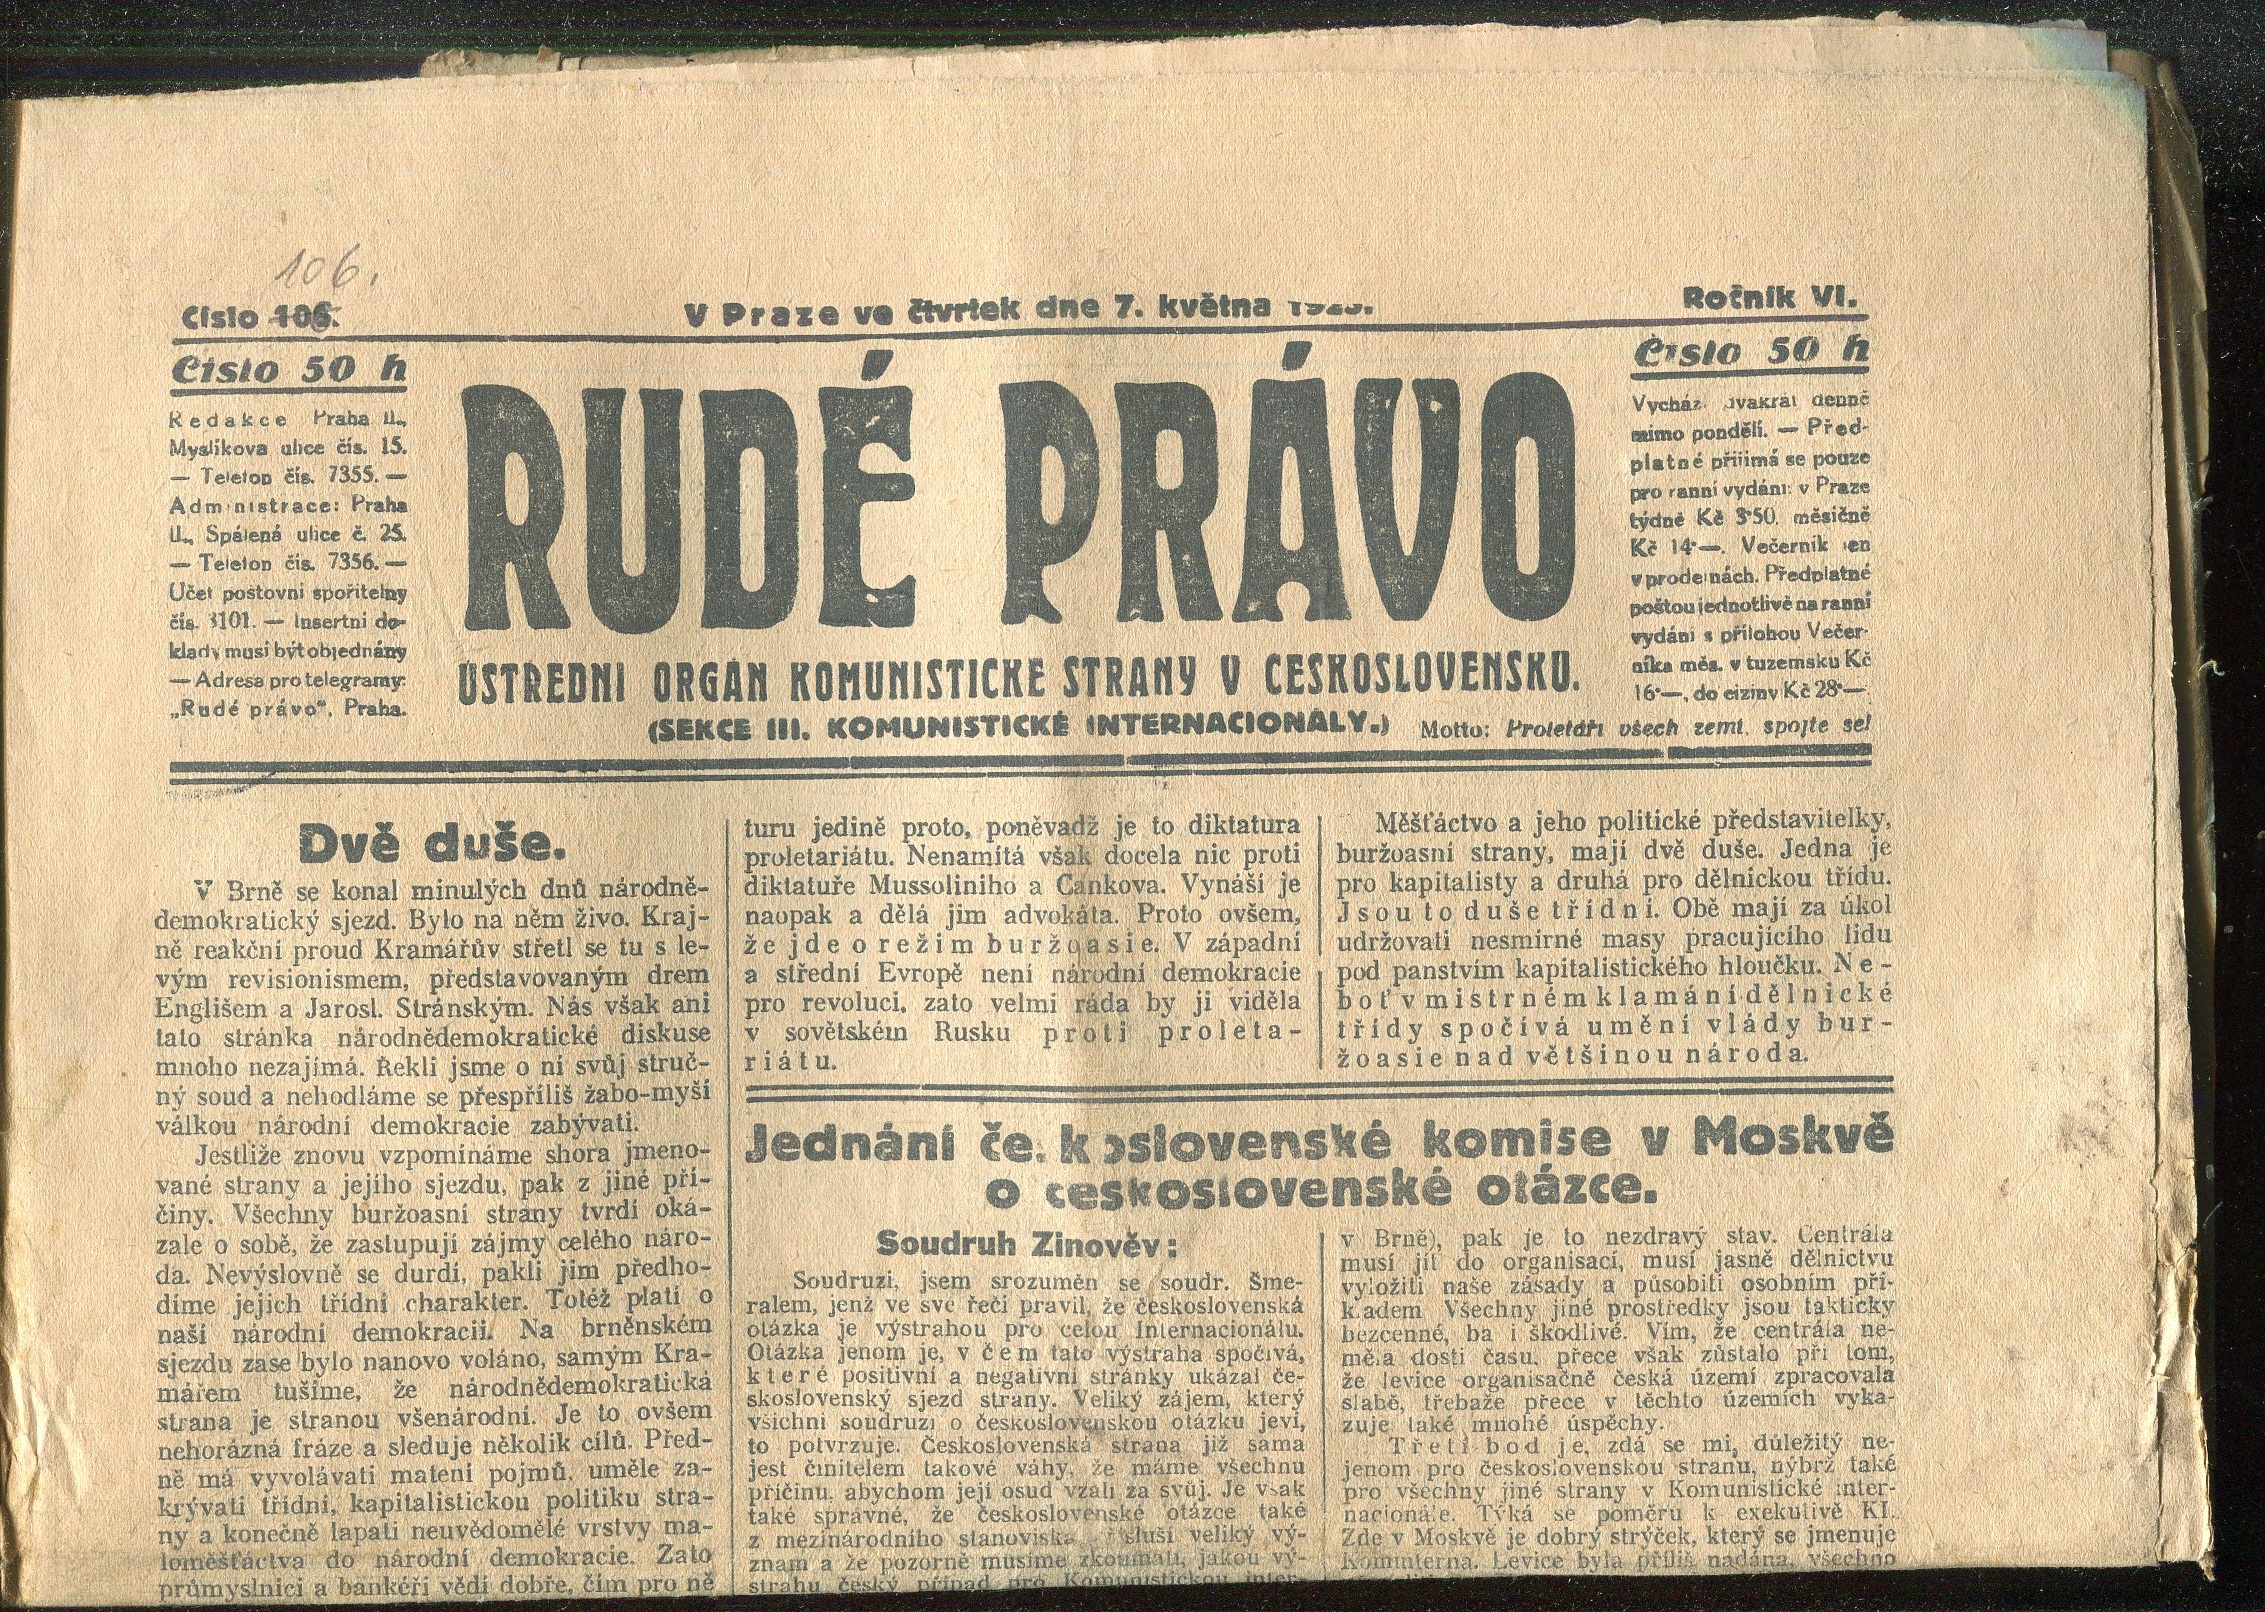 106.
Číslo 106.
V Praze ve čtvrtek dne 7. května 1925.
Ročník VI.
Číslo 50 h
Redakce Praha II.,
Myslíkova ulice čís. 15.
— Telefon čís. 7355. —
Administrace: Praha
II., Spálená ulice č. 25.
— Telefon čís. 7356. —
Účet poštovní spořitelny
čís. 3101. — Insertní do-
klady musí být objednány
— Adresa pro telegramy:
„Rudé právo", Praha.
RUDÉ PRÁVO
ÚSTŘEDNÍ ORGÁN KOMUNISTICKÉ STRANY V ČESKOSLOVENSKU.
(SEKCE III. KOMUNISTICKÉ INTERNACIONÁLY.)
Motto: Proletáři všech zemí, spojte se!
Číslo 50 h
Vychází dvakrát denně
mimo pondělí. — Před-
platné přijímá se pouze
pro ranní vydání: v Praze
týdně Kč 3·50, měsíčně
Kč 14·—. Večerník jen
v prodejnách. Předplatné
poštou jednotlivě na ranní
vydání s přílohou Večer-
níka měs. v tuzemsku Kč
16·—, do ciziny Kč 28·—.
Dvě duše.
V Brně se konal minulých dnů národně-
demokratický sjezd. Bylo na něm živo. Kraj-
ně reakční proud Kramářův střetl se tu s le-
vým revisionismem, představovaným drem
Englišem a Jarosl. Stránským. Nás však ani
tato stránka národnědemokratické diskuse
mnoho nezajímá. Řekli jsme o ní svůj struč-
ný soud a nehodláme se přespříliš žabo-myší
válkou národní demokracie zabývati.
Jestliže znovu vzpomínáme shora jmeno-
vané strany a jejího sjezdu, pak z jiné pří-
činy. Všechny buržoasní strany tvrdí oká-
zale o sobě, že zastupují zájmy celého náro-
da. Nevýslovně se durdí, pakli jim předho-
díme jejich třídní charakter. Totéž platí o
naší národní demokracii. Na brněnském
sjezdu zase bylo nanovo voláno, samým Kra-
mářem tušíme, že národnědemokratická
strana je stranou všenárodní. Je to ovšem
nehorázná fráze a sleduje několik cílů. Před-
ně má vyvolávati matení pojmů, uměle za-
krývati třídní, kapitalistickou politiku stra-
ny a konečně lapati neuvědomělé vrstvy ma-
loměšťáctva do národní demokracie. Zato
průmyslníci a bankéři vědí dobře, čím pro ně
turu jedině proto, poněvadž je to diktatura
proletariátu. Nenamítá však docela nic proti
diktatuře Mussoliniho a Cankova. Vynáší je
naopak a dělá jim advokáta. Proto ovšem,
že jde o režim buržoasie. V západní
a střední Evropě není národní demokracie
pro revoluci, zato velmi ráda by ji viděla
v sovětském Rusku proti proleta-
riátu.
Měšťáctvo a jeho politické představitelky,
buržoasní strany, mají dvě duše. Jedna je
pro kapitalisty a druhá pro dělnickou třídu.
Jsou to duše třídní. Obě mají za úkol
udržovati nesmírné masy pracujícího lidu
pod panstvím kapitalistického hloučku. Ne-
boť v mistrném klamání dělnické
třídy spočívá umění vlády bur-
žoasie nad většinou národa.
Jednání československé komise v Moskvě
o československé otázce.
Soudruh Zinověv:
Soudruzi, jsem srozuměn se soudr. Šme-
ralem, jenž ve své řeči pravil, že československá
otázka je výstrahou pro celou Internacionálu.
Otázka jenom je, v čem tato výstraha spočívá,
které positivní a negativní stránky ukázal če-
skoslovenský sjezd strany. Veliký zájem, který
všichni soudruzi o československou otázku jeví,
to potvrzuje. Československá strana již sama
jest činitelem takové váhy, že máme všechnu
příčinu, abychom její osud vzali za svůj. Je však
také správné, že československé otázce také
z mezinárodního stanoviska přísluší veliký vý-
znam a že pozorně musíme zkoumati, jakou vý-
strahu český případ pro Komunistickou inter-
v Brně), pak je to nezdravý stav. Centrála
musí jít do organisací, musí jasně dělnictvu
vyložiti naše zásady a působiti osobním pří-
kladem Všechny jiné prostředky jsou takticky
bezcenné, ba i škodlivé. Vím, že centrála ne-
měla dosti času, přece však zůstalo při tom,
že levice organisačně česká území zpracovala
slabě, třebaže přece v těchto územích vyka-
zuje také mnohé úspěchy.
Třetí bod je, zdá se mi, důležitý ne-
jenom pro československou stranu, nýbrž také
pro všechny jiné strany v Komunistické inter-
nacionále. Týká se poměru k exekutivě KI.
Zde v Moskvě je dobrý strýček, který se jmenuje
Kominterna. Levice byla příliš nadána, všechno